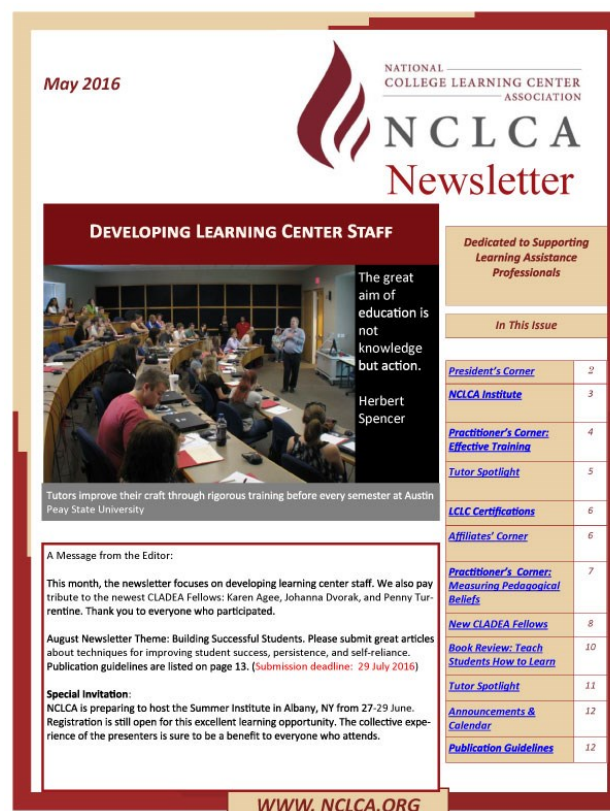 May 2016
NATIONAL
COLLEGE LEARNING CENTER
ASSOCIATION
NCLCA
Newsletter
DEVELOPING LEARNING CENTER STAFF
The great
aim of
education is
not
knowledge
but action.
Herbert
Spencer
Tutors improve their craft through rigorous training before every semester at Austin
Peay State University
A Message from the Editor:
This month, the newsletter focuses on developing learning center staff. We also pay
tribute to the newest CLADEA Fellows: Karen Agee, Johanna Dvorak, and Penny Tur-
rentine. Thank you to everyone who participated.
August Newsletter Theme: Building Successful Students. Please submit great articles
about techniques for improving student success, persistence, and self-reliance.
Publication guidelines are listed on page 13. (Submission deadline: 29 July 2016)
Special Invitation:
NCLCA is preparing to host the Summer Institute in Albany, NY from 27-29 June.
Registration is still open for this excellent learning opportunity. The collective expe-
rience of the presenters is sure to be a benefit to everyone who attends.
Dedicated to Supporting
Learning Assistance
Professionals
In This Issue
President's Corner 2
NCLCA Institute 3
Practitioner's Corner: 4
Effective Training
Tutor Spotlight 5
LCLC Certifications 6
Affiliates' Corner 6
Practitioner's Corner: 7
Measuring Pedagogical
Beliefs
New CLADEA Fellows 8
Book Review: Teach 10
Students How to Learn
Tutor Spotlight 11
Announcements & 12
Calendar
Publication Guidelines 12
WWW. NCLCA.ORG